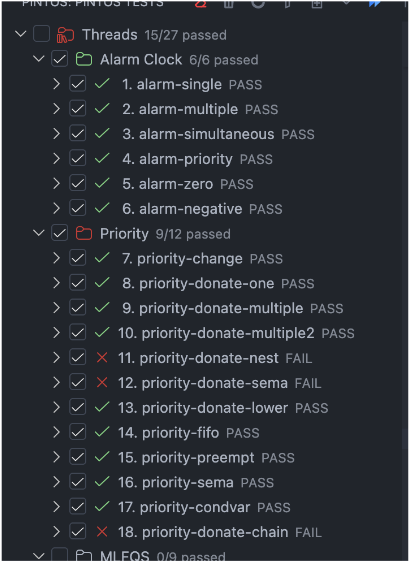 PINTOS: PINTOS TESTS
Threads 15/27 passed
Alarm Clock 6/6 passed
1. alarm-single PASS
2. alarm-multiple PASS
3. alarm-simultaneous PASS
4. alarm-priority PASS
5. alarm-zero PASS
6. alarm-negative PASS
Priority 9/12 passed
7. priority-change PASS
8. priority-donate-one PASS
9. priority-donate-multiple PASS
10. priority-donate-multiple2 PASS
11. priority-donate-nest FAIL
12. priority-donate-sema FAIL
13. priority-donate-lower PASS
14. priority-fifo PASS
15. priority-preempt PASS
16. priority-sema PASS
17. priority-condvar PASS
18. priority-donate-chain FAIL
MLFQS 0/9 passed